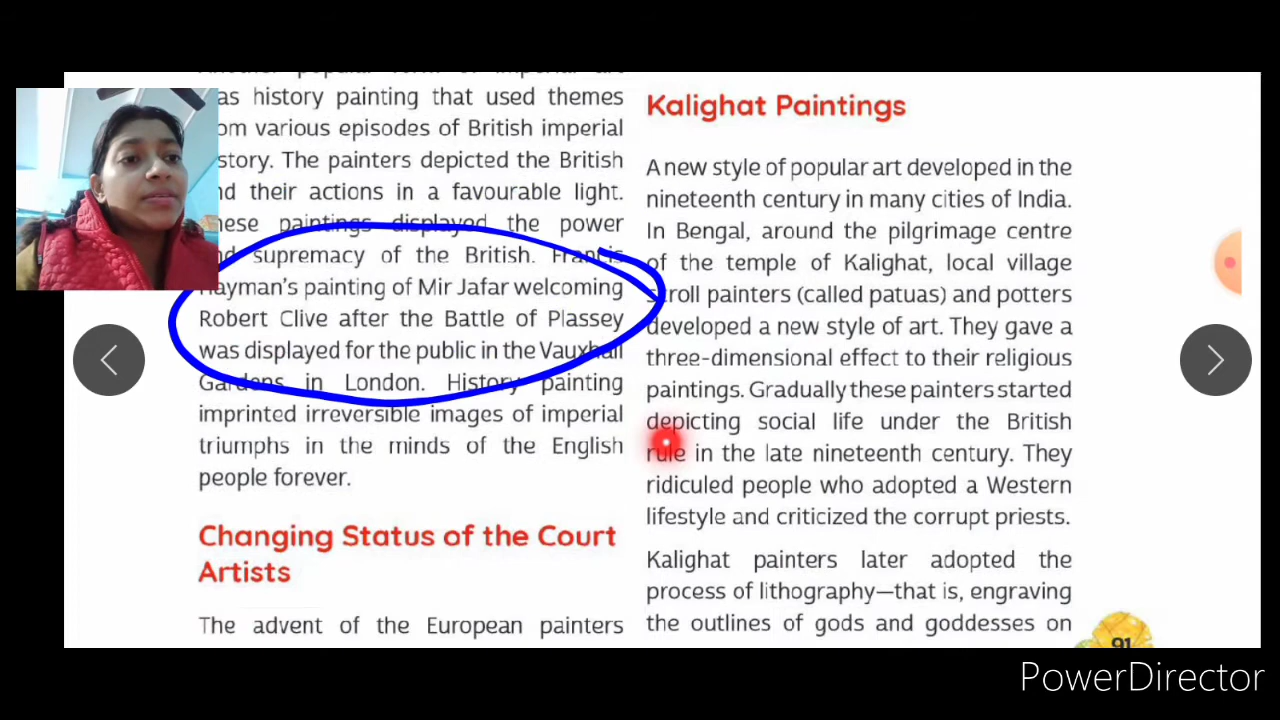 was history painting that used themes
from various episodes of British imperial
history. The painters depicted the British
and their actions in a favourable light.
These paintings displayed the power
and supremacy of the British. Francis
Hayman's painting of Mir Jafar welcoming
Robert Clive after the Battle of Plassey
was displayed for the public in the Vauxhall
Gardens in London. History painting
imprinted irreversible images of imperial
triumphs in the minds of the English
people forever.
Changing Status of the Court
Artists
The advent of the European painters
Kalighat Paintings
A new style of popular art developed in the
nineteenth century in many cities of India.
In Bengal, around the pilgrimage centre
of the temple of Kalighat, local village
scroll painters (called patuas) and potters
developed a new style of art. They gave a
three-dimensional effect to their religious
paintings. Gradually these painters started
depicting social life under the British
rule in the late nineteenth century. They
ridiculed people who adopted a Western
lifestyle and criticized the corrupt priests.
Kalighat painters later adopted the
process of lithography—that is, engraving
the outlines of gods and goddesses on
91
PowerDirector